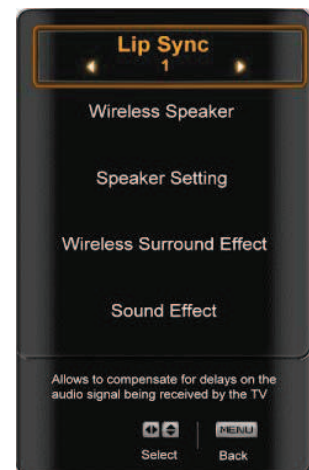 Lip Sync
1
Wireless Speaker
Speaker Setting
Wireless Surround Effect
Sound Effect
Allows to compensate for delays on the
audio signal being received by the TV
MENU
Select Back